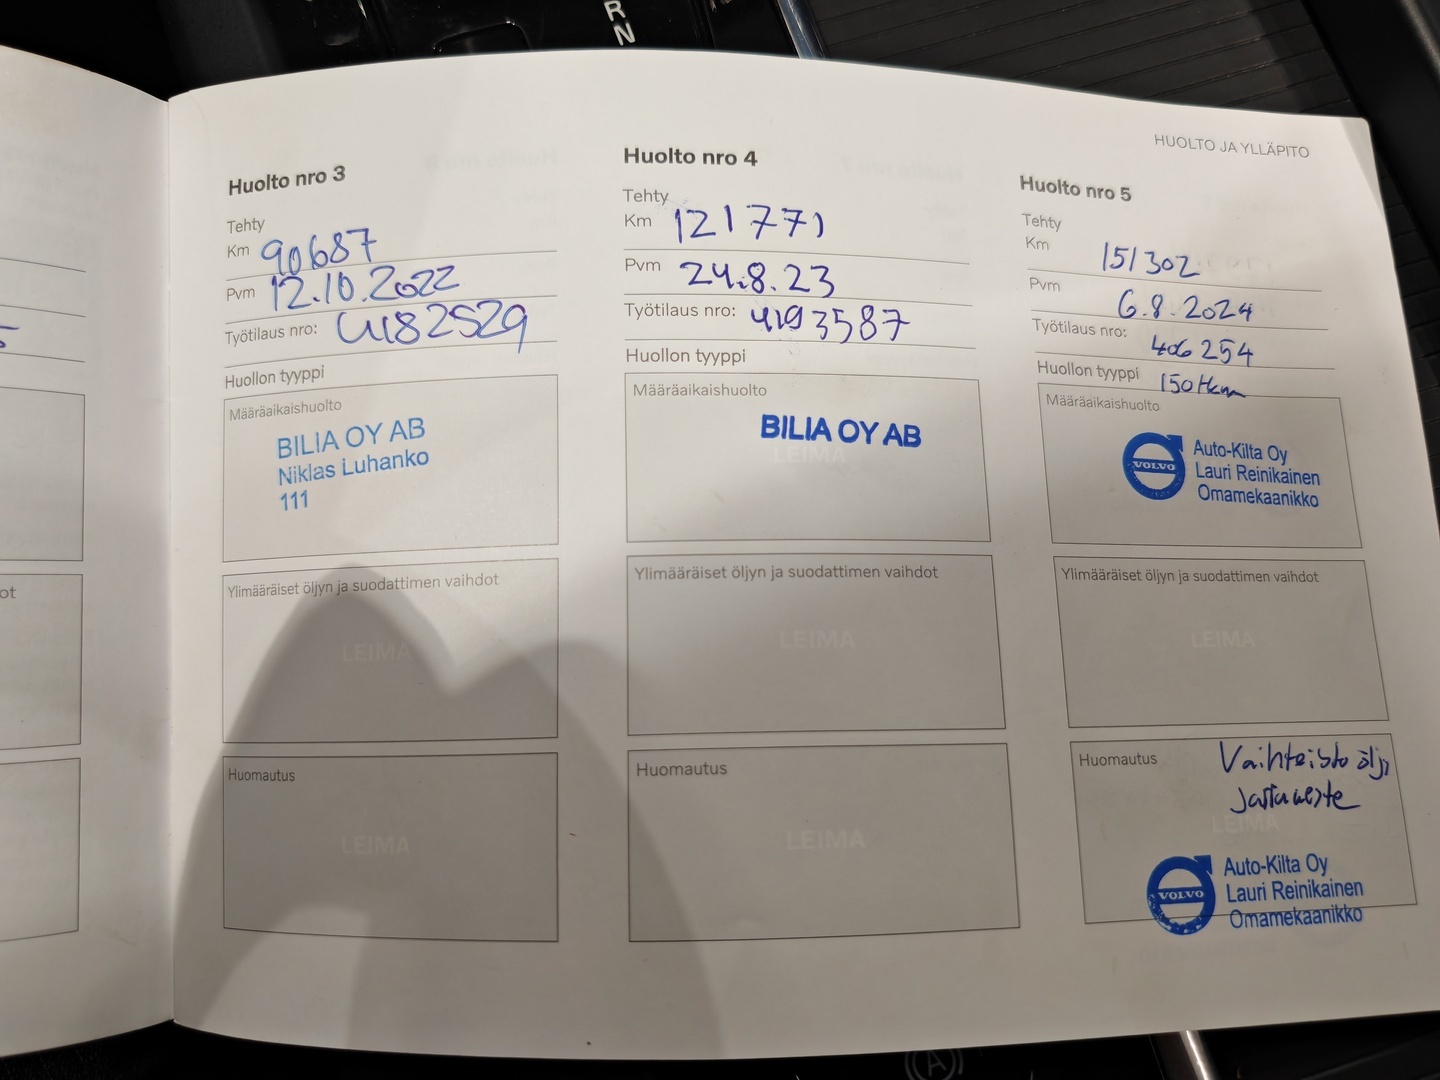 R
N
HUOLTO JA YLLÄPITO
Huolto nro 3
Tehty
Km 90687
Pvm 12.10.2022
Työtilaus nro: 4182529
Huollon tyyppi
Määräaikaishuolto
BILIA OY AB
Niklas Luhanko
111
Ylimääräiset öljyn ja suodattimen vaihdot
LEIMA
Huomautus
LEIMA
Huolto nro 4
Tehty
Km 121771
Pvm 24.8.23
Työtilaus nro: 4193587
Huollon tyyppi
Määräaikaishuolto
BILIA OY AB
LEIMA
Ylimääräiset öljyn ja suodattimen vaihdot
LEIMA
Huomautus
LEIMA
Huolto nro 5
Tehty
Km 151302
Pvm 6.8.2024
Työtilaus nro: 406254
Huollon tyyppi 150tkm
Määräaikaishuolto
VOLVO
Auto-Kilta Oy
Lauri Reinikainen
Omamekaanikko
Ylimääräiset öljyn ja suodattimen vaihdot
LEIMA
Huomautus Vaihteisto öljy
LEIMA
VOLVO
Auto-Kilta Oy
Lauri Reinikainen
Omamekaanikko
ot
A